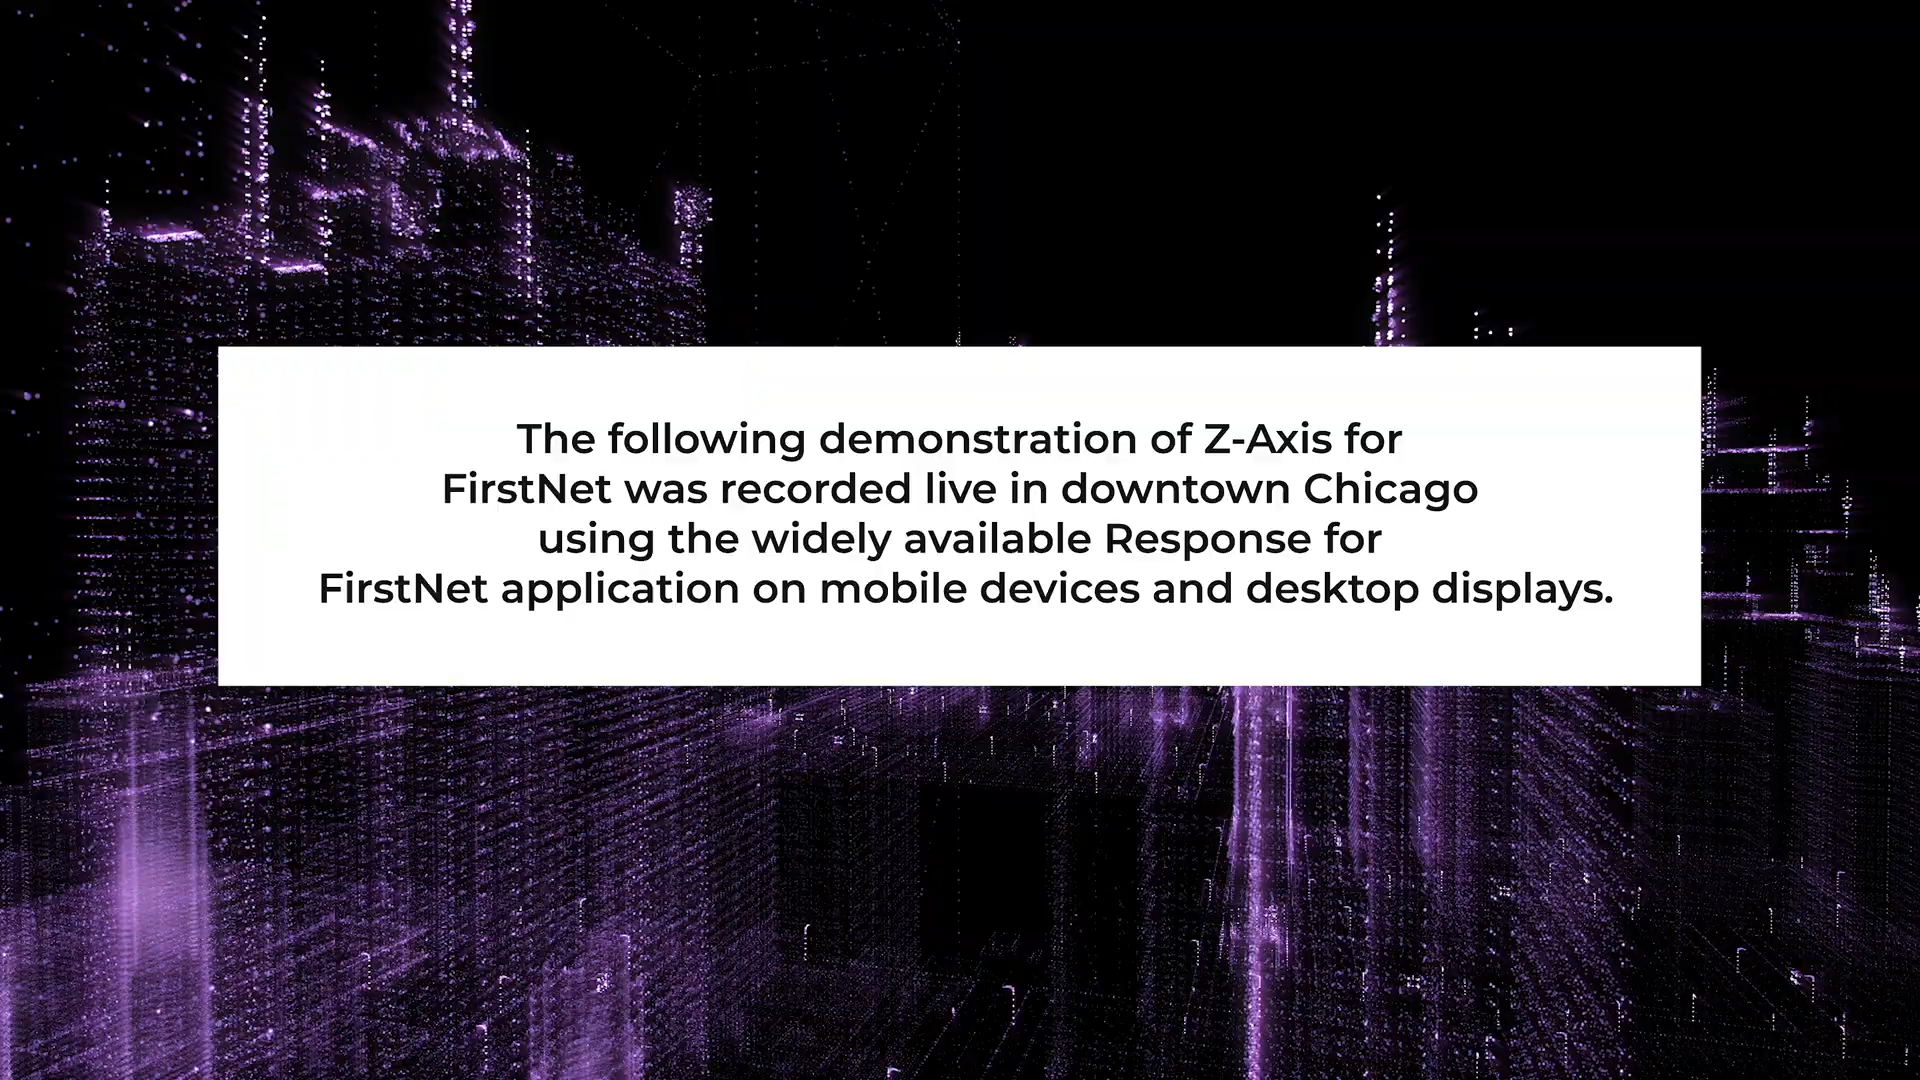 The following demonstration of Z-Axis for
FirstNet was recorded live in downtown Chicago
using the widely available Response for
FirstNet application on mobile devices and desktop displays.